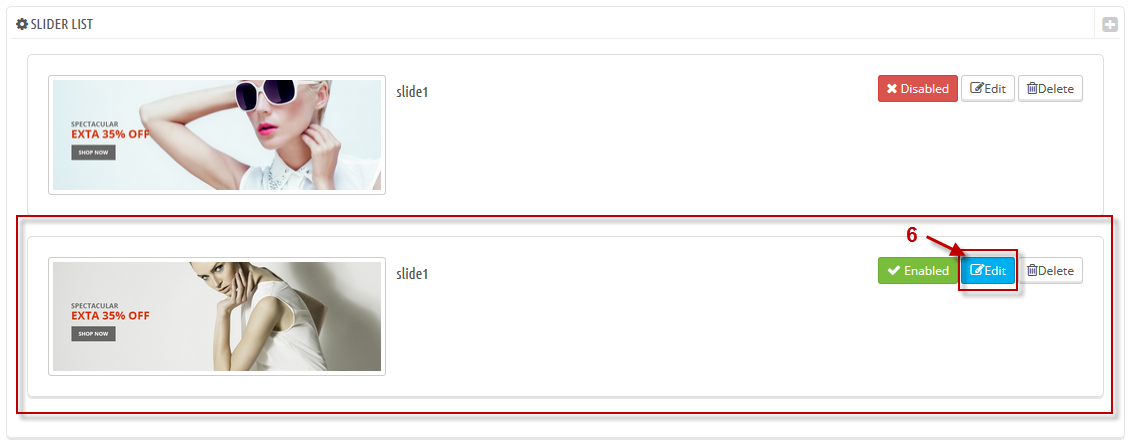 SLIDER LIST
SPECTACULAR
EXTA 35% OFF
SHOP NOW
slide1
Disabled
Edit
Delete
6
SPECTACULAR
EXTA 35% OFF
SHOP NOW
slide1
Enabled
Edit
Delete